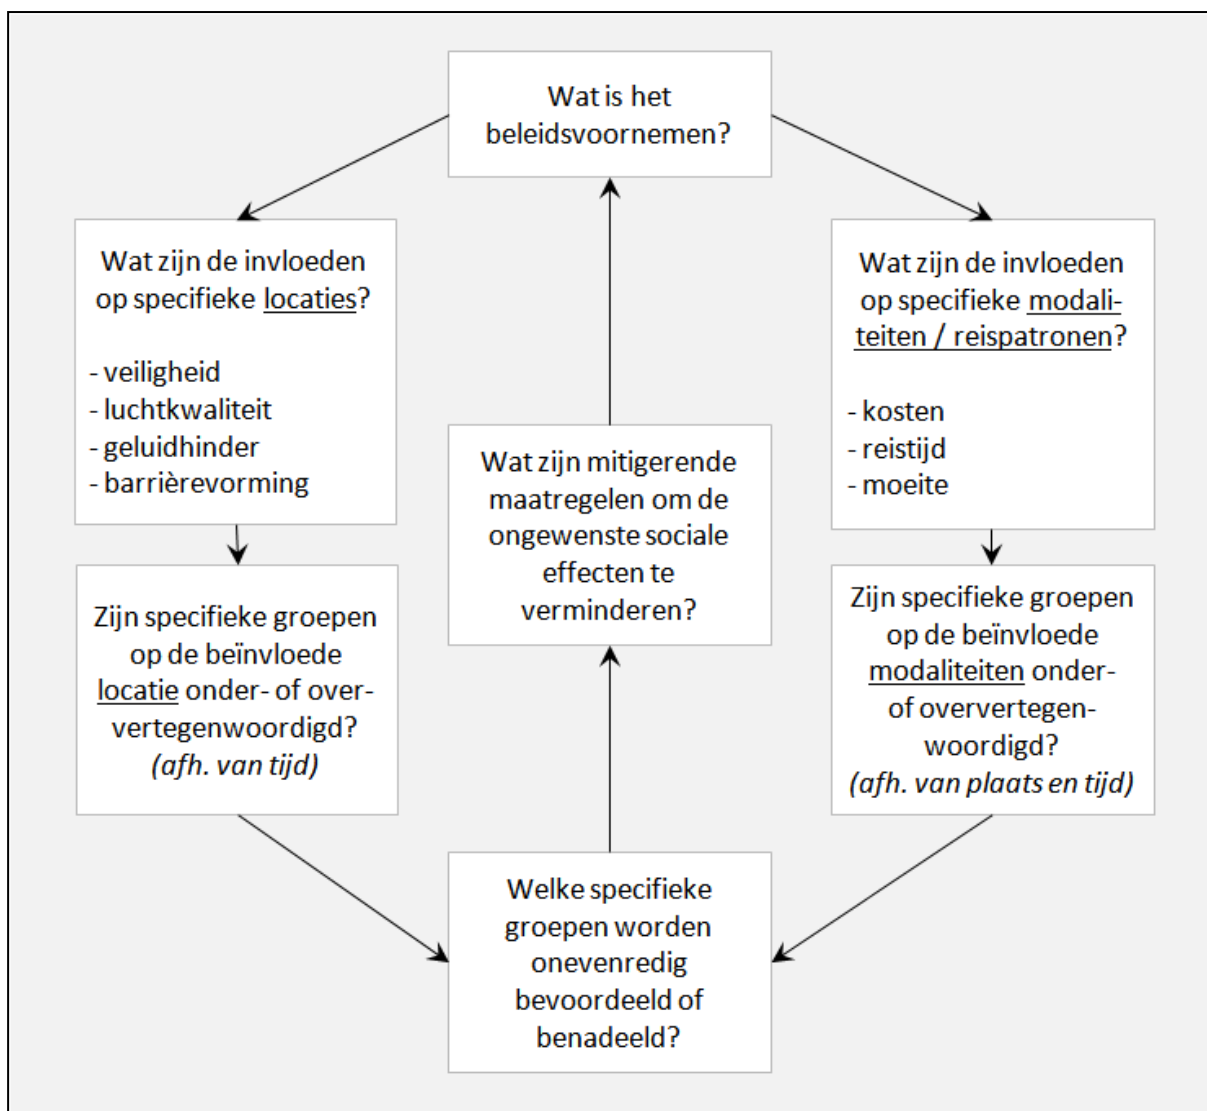 Wat is het
beleidsvoornemen?
Wat zijn de invloeden
op specifieke locaties?
- veiligheid
- luchtkwaliteit
- geluidhinder
- barrièrevorming
Wat zijn de invloeden
op specifieke modali-
teiten / reispatronen?
- kosten
- reistijd
- moeite
Wat zijn mitigerende
maatregelen om de
ongewenste sociale
effecten te
verminderen?
Zijn specifieke groepen
op de beïnvloede
locatie onder- of over-
vertegenwoordigd?
(afh. van tijd)
Zijn specifieke groepen
op de beïnvloede
modaliteiten onder-
of oververtegen-
woordigd?
(afh. van plaats en tijd)
Welke specifieke
groepen worden
onevenredig
bevoordeeld of
benadeeld?